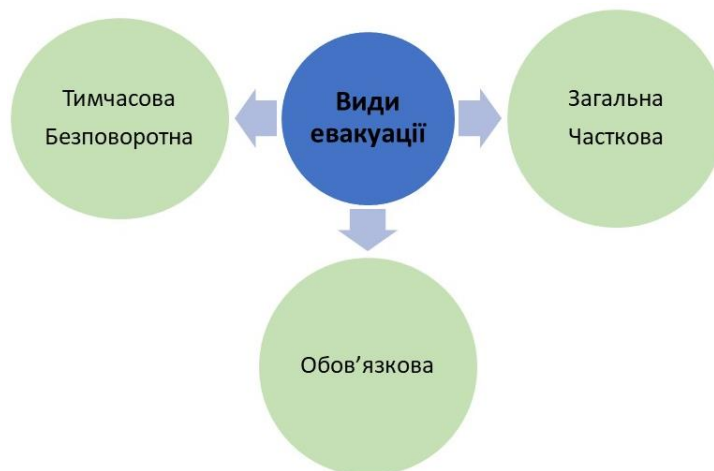 Види
евакуації
Тимчасова
Безповоротна
Загальна
Часткова
Обов’язкова